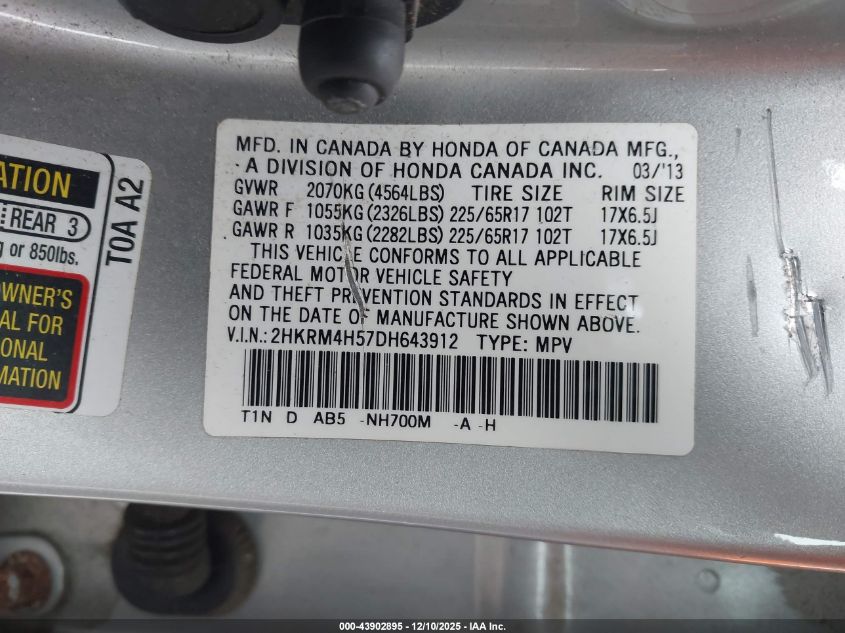 MFD. IN CANADA BY HONDA OF CANADA MFG.,
A DIVISION OF HONDA CANADA INC. 03/'13
GVWR 2070KG (4564LBS) TIRE SIZE RIM SIZE
GAWR F 1055KG (2326LBS) 225/65R17 102T 17X6.5J
GAWR R 1035KG (2282LBS) 225/65R17 102T 17X6.5J
THIS VEHICLE CONFORMS TO ALL APPLICABLE
FEDERAL MOTOR VEHICLE SAFETY
AND THEFT PREVENTION STANDARDS IN EFFECT
ON THE DATE OF MANUFACTURE SHOWN ABOVE.
V.I.N.: 2HKRM4H57DH643912 TYPE: MPV
T1N D AB5 -NH700M -A -H
REAR 3
or 850lbs.
T0A A2
OWNER'S
FOR
000-43902895 - 12/10/2025 - IAA Inc.